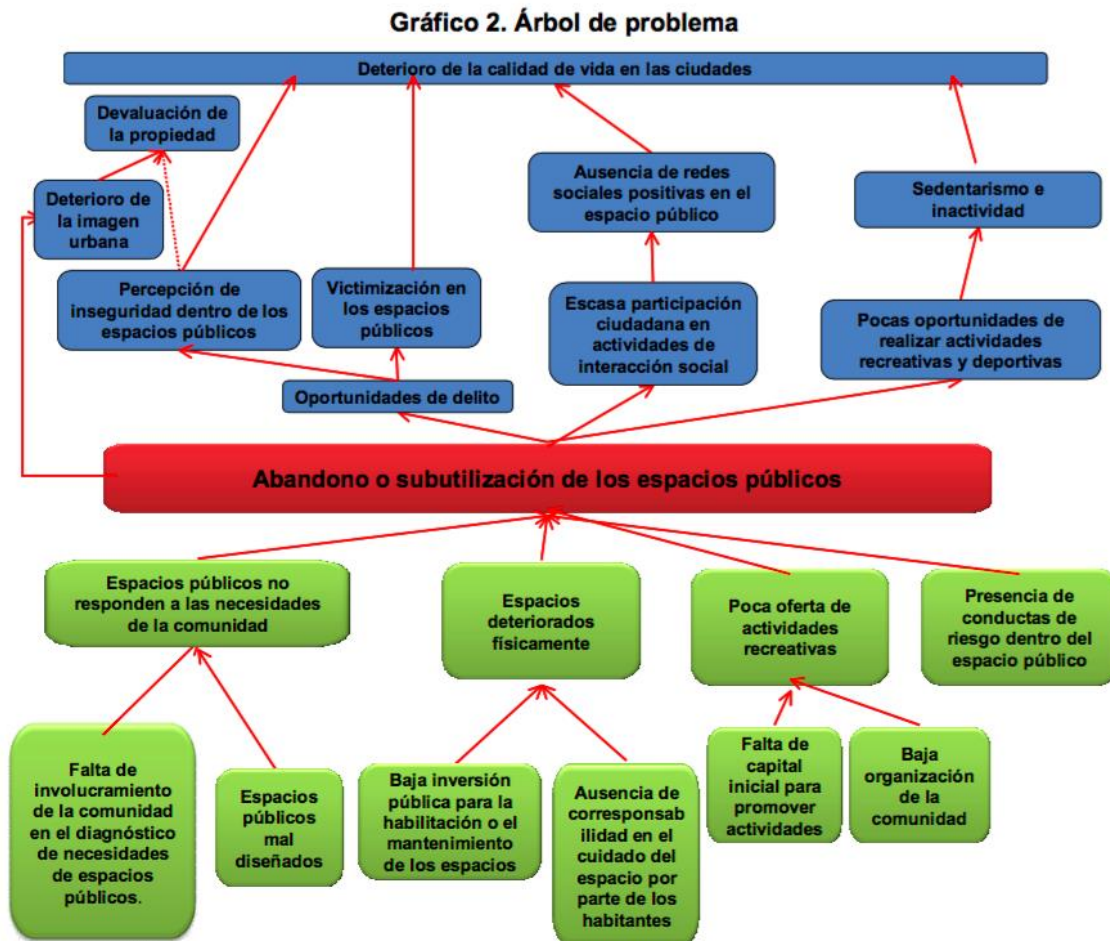 Gráfico 2. Árbol de problema
Deterioro de la calidad de vida en las ciudades
Devaluación de
la propiedad
Deterioro de
la imagen
urbana
Ausencia de redes
sociales positivas en el
espacio público
Sedentarismo e
inactividad
Percepción de
inseguridad dentro de los
espacios públicos
Victimización en
los espacios
públicos
Escasa participación
ciudadana en
actividades de
interacción social
Pocas oportunidades de
realizar actividades
recreativas y deportivas
Oportunidades de delito
Abandono o subutilización de los espacios públicos
Espacios públicos no
responden a las necesidades
de la comunidad
Espacios
deteriorados
físicamente
Poca oferta de
actividades
recreativas
Presencia de
conductas de
riesgo dentro del
espacio público
Falta de
involucramiento
de la comunidad
en el diagnóstico
de necesidades
de espacios
públicos.
Espacios
públicos
mal
diseñados
Baja inversión
pública para la
habilitación o el
mantenimiento
de los espacios
Ausencia de
corresponsab
ilidad en el
cuidado del
espacio por
parte de los
habitantes
Falta de
capital
inicial para
promover
actividades
Baja
organización
de la
comunidad